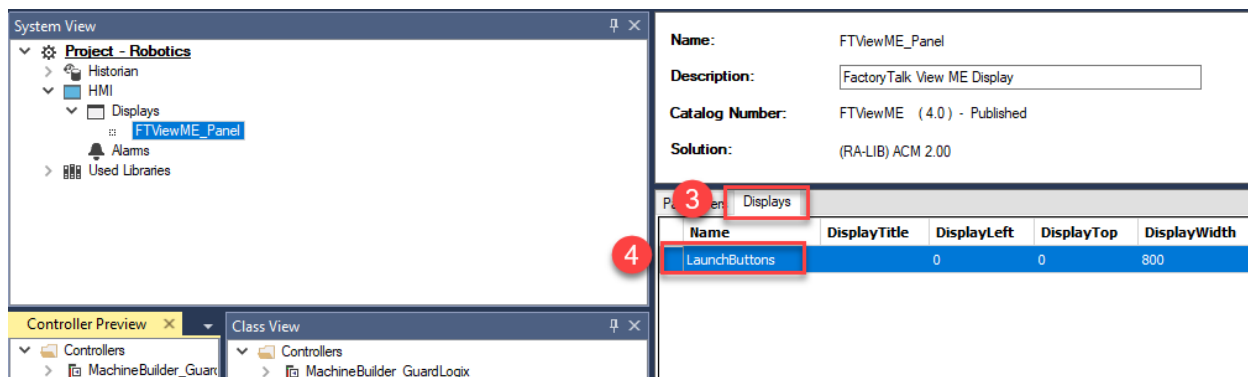 System View
Project - Robotics
Historian
HMI
Displays
FTViewME_Panel
Alarms
Used Libraries
Name: FTViewME_Panel
Description: FactoryTalk View ME Display
Catalog Number: FTViewME (4.0) - Published
Solution: (RA-LIB) ACM 2.00
3 Displays
Name DisplayTitle DisplayLeft DisplayTop DisplayWidth
4 LaunchButtons 0 0 800
Controller Preview
Controllers
Class View
Controllers
MachineBuilder_GuardLogix